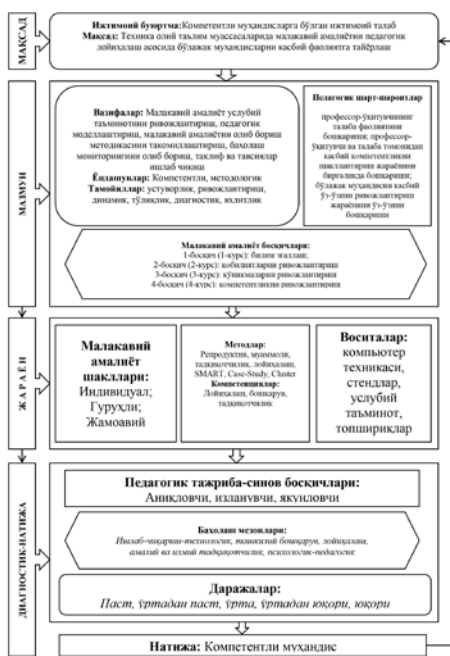 МАҚСАД
Ижтимоий буюртма: Компетентли муҳандисларга бўлган ижтимоий талаб
Мақсад: Техника олий таълим муассасаларида малакавий амалиётни педагогик
лойиҳалаш асосида бўлажак муҳандисларни касбий фаолиятга тайёрлаш
МАЗМУН
Вазифалар: Малакавий амалиёт услубий
таъминотини ривожлантириш, педагогик
моделлаштириш, малакавий амалиётни олиб бориш
методикасини такомиллаштириш, баҳолаш
мониторингини олиб бориш, таклиф ва тавсиялар
ишлаб чиқиш
Ёндашувлар: Компетентли, методологик
Тамойиллар: устуворлик, ривожлантириш,
динамик, тўлиқлик, диагностик, яхлитлик
Педагогик шарт-шароитлар
профессор-ўқитувчининг
талаба фаолиятини
бошқариши; профессор-
ўқитувчи ва талаба томонидан
касбий компетентликни
шакллантириш жараёнини
биргаликда бошқариши;
бўлажак муҳандисни касбий
ўз-ўзини ривожлантириш
жараёнини ўз-ўзини
бошқариши
Малакавий амалиёт босқичлари:
1-босқич (1-курс): билим эгаллаш;
2-босқич (2-курс): қобилиятларни ривожлантириш
3-босқич (3-курс): кўникмаларни ривожлантириш
4-босқич (4-курс): компетентликни ривожлантириш
ЖАРАЁН
Малакавий
амалиёт
шакллари:
Индивидуал;
Гуруҳли;
Жамоавий
Методлар:
Репродуктив, муаммоли,
тадқиқотчилик, лойиҳалаш,
SMART, Case-Study, Cluster
Компетенциялар:
Лойиҳалаш, бошқарув,
тадқиқотчилик
Воситалар:
компьютер
техникаси,
стендлар,
услубий
таъминот,
топшириқлар
ДИАГНОСТИК-НАТИЖА
Педагогик тажриба-синов босқичлари:
Аниқловчи, изланувчи, якунловчи
Баҳолаш мезонлари:
Ишлаб-чиқариш-технологик, ташкилий бошқарув, лойиҳалаш,
амалий ва илмий тадқиқотчилик, психологик-педагогик
Даражалар:
Паст, ўртадан паст, ўрта, ўртадан юқори, юқори
Натижа: Компетентли муҳандис